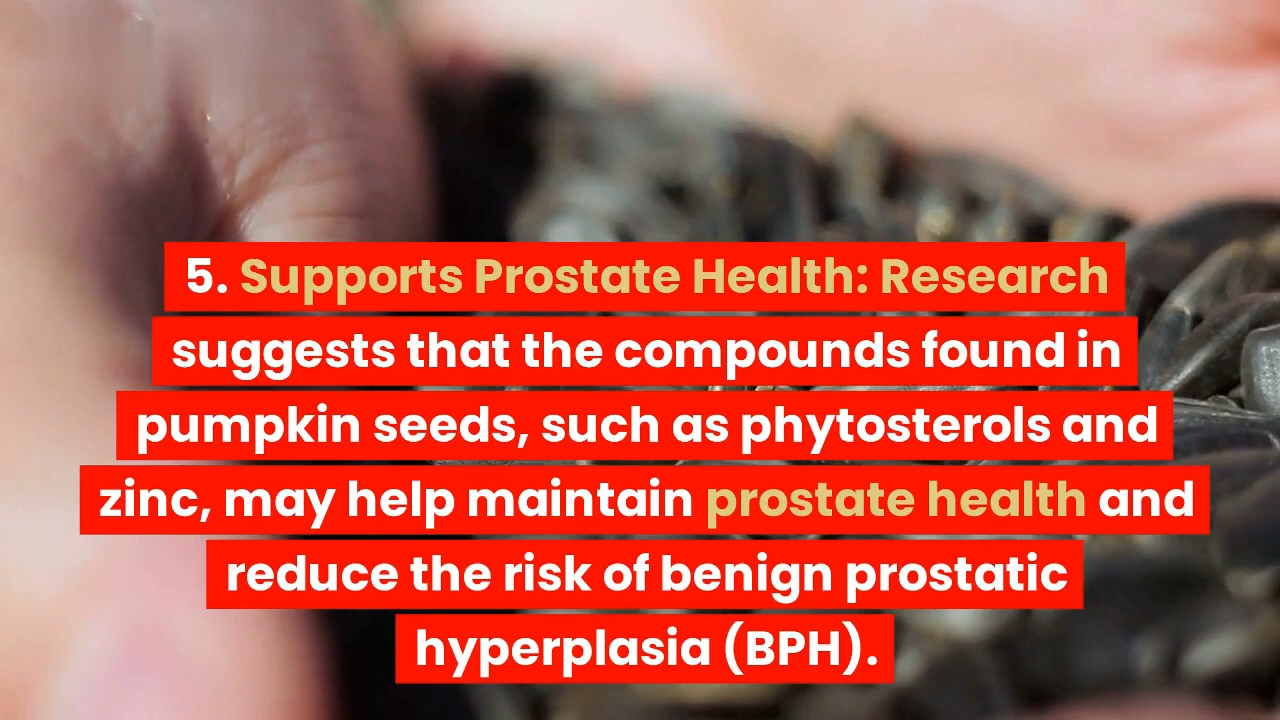 5. Supports Prostate Health: Research
suggests that the compounds found in
pumpkin seeds, such as phytosterols and
zinc, may help maintain prostate health and
reduce the risk of benign prostatic
hyperplasia (BPH).